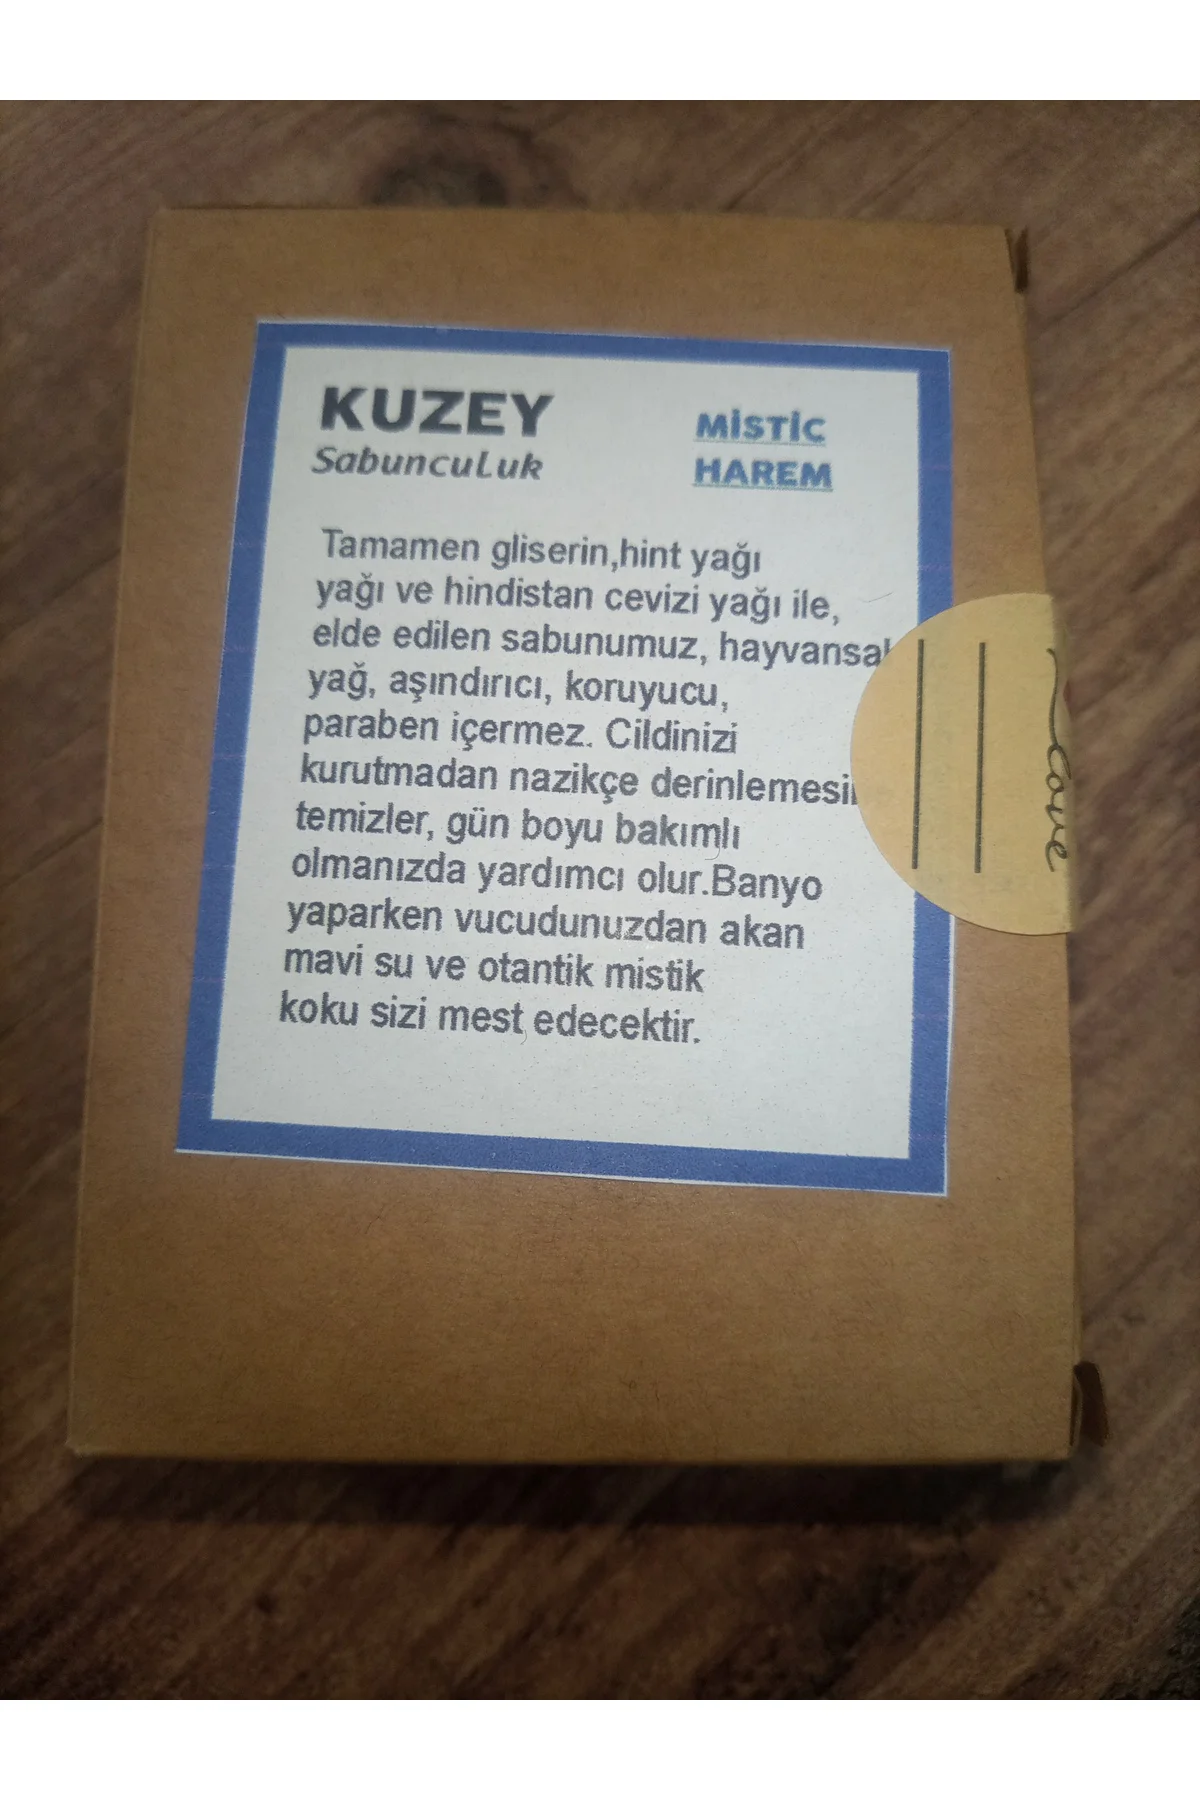 KUZEY
SabuncuLuk
MİSTİC
HAREM
Tamamen gliserin,hint yağı
yağı ve hindistan cevizi yağı ile,
elde edilen sabunumuz, hayvansal
yağ, aşındırıcı, koruyucu,
paraben içermez. Cildinizi
kurutmadan nazikçe
temizler, gün boyu bakımlı
olmanızda yardımcı olur.Banyo
yaparken vucudunuzdan akan
mavi su ve otantik mistik
koku sizi mest edecektir.